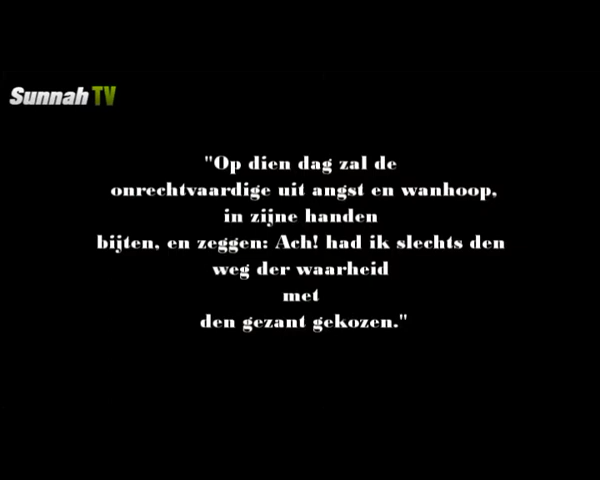 Sunnah TV
"Op dien dag zal de
onrechtvaardige uit angst en wanhoop,
in zijne handen
bijten, en zeggen: Ach! had ik slechts den
weg der waarheid
met
den gezant gekozen."